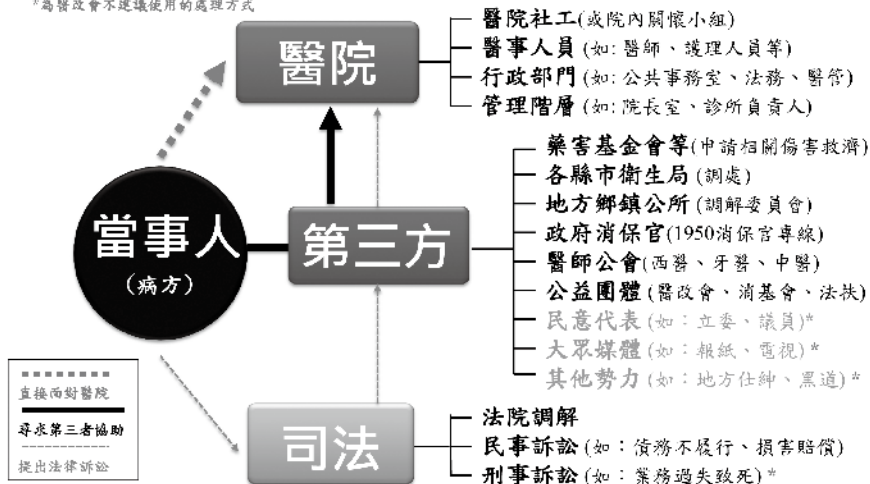 *為醫改會不建議使用的處理方式
醫院
醫院社工(或院內關懷小組)
醫事人員(如:醫師、護理人員等)
行政部門(如:公共事務室、法務、醫管)
管理階層(如:院長室、診所負責人)
當事人
(病方)
第三方
藥害基金會等(申請相關傷害救濟)
各縣市衛生局(調處)
地方鄉鎮公所(調解委員會)
政府消保官(1950消保官專線)
醫師公會(西醫、牙醫、中醫)
公益團體(醫改會、消基會、法扶)
民意代表(如：立委、議員)*
大眾媒體(如：報紙、電視)*
其他勢力(如：地方仕紳、黑道)*
直接面對醫院
尋求第三者協助
提出法律訴訟
司法
法院調解
民事訴訟(如：債務不履行、損害賠償)
刑事訴訟(如：業務過失致死)*